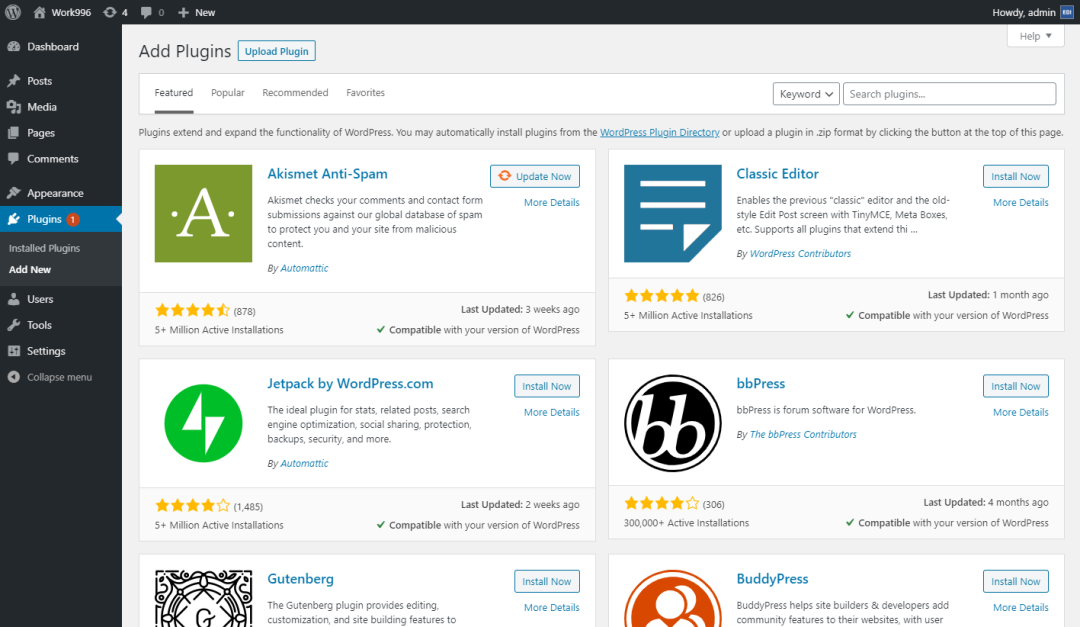 Work996 4 0 New Howdy, admin
Help
Dashboard
Posts
Media
Pages
Comments
Appearance
Plugins 1
Installed Plugins
Add New
Users
Tools
Settings
Collapse menu
Add Plugins Upload Plugin
Featured Popular Recommended Favorites Keyword Search plugins...
Plugins extend and expand the functionality of WordPress. You may automatically install plugins from the WordPress Plugin Directory or upload a plugin in .zip format by clicking the button at the top of this page.
A
Akismet Anti-Spam
Update Now
More Details
Akismet checks your comments and contact form
submissions against our global database of spam
to protect you and your site from malicious
content.
By Automattic
(878)
Last Updated: 3 weeks ago
5+ Million Active Installations
Compatible with your version of WordPress
Classic Editor
Install Now
More Details
Enables the previous "classic" editor and the old-
style Edit Post screen with TinyMCE, Meta Boxes,
etc. Supports all plugins that extend thi ...
By WordPress Contributors
(826)
Last Updated: 1 month ago
5+ Million Active Installations
Compatible with your version of WordPress
Jetpack by WordPress.com
Install Now
More Details
The ideal plugin for stats, related posts, search
engine optimization, social sharing, protection,
backups, security, and more.
By Automattic
(1,485)
Last Updated: 2 weeks ago
5+ Million Active Installations
Compatible with your version of WordPress
bb
bbPress
Install Now
More Details
bbPress is forum software for WordPress.
By The bbPress Contributors
(306)
Last Updated: 4 months ago
300,000+ Active Installations
Compatible with your version of WordPress
G
Gutenberg
Install Now
More Details
The Gutenberg plugin provides editing,
customization, and site building features to
BuddyPress
Install Now
More Details
BuddyPress helps site builders & developers add
community features to their websites, with user